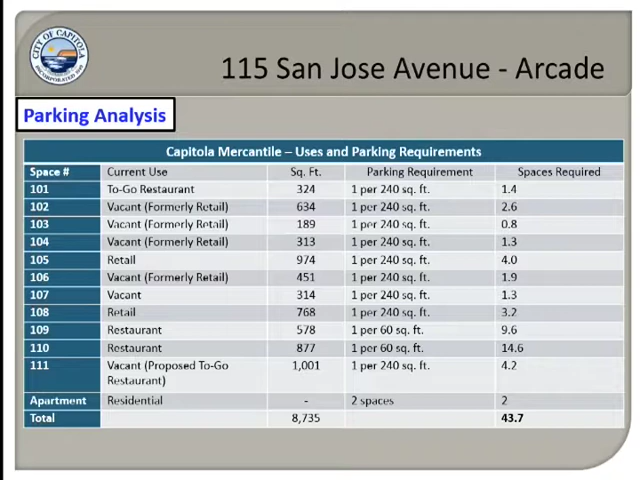 CITY OF CAPITOLA
INCORPORATED 1949
115 San Jose Avenue - Arcade
Parking Analysis
Capitola Mercantile – Uses and Parking Requirements
Space # Current Use Sq. Ft. Parking Requirement Spaces Required
101 To-Go Restaurant 324 1 per 240 sq. ft. 1.4
102 Vacant (Formerly Retail) 634 1 per 240 sq. ft. 2.6
103 Vacant (Formerly Retail) 189 1 per 240 sq. ft. 0.8
104 Vacant (Formerly Retail) 313 1 per 240 sq. ft. 1.3
105 Retail 974 1 per 240 sq. ft. 4.0
106 Vacant (Formerly Retail) 451 1 per 240 sq. ft. 1.9
107 Vacant 314 1 per 240 sq. ft. 1.3
108 Retail 768 1 per 240 sq. ft. 3.2
109 Restaurant 578 1 per 60 sq. ft. 9.6
110 Restaurant 877 1 per 60 sq. ft. 14.6
111 Vacant (Proposed To-Go 1,001 1 per 240 sq. ft. 4.2
Restaurant)
Apartment Residential - 2 spaces 2
Total 8,735 43.7